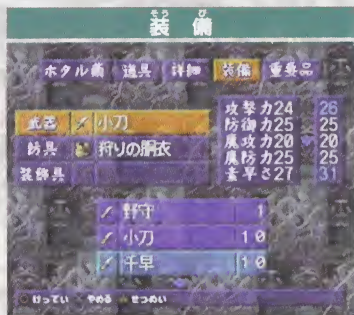 そうび
装備
ホタル繭 道具 詳細 装備 重要品
武器 小刀
防具 狩りの胴衣
装飾具
攻撃力24 26
防御力25 25
魔攻力20 20
魔防力25 25
素早さ27 31
野守 1
小刀 10
千早 10
けってい やめる せつめい